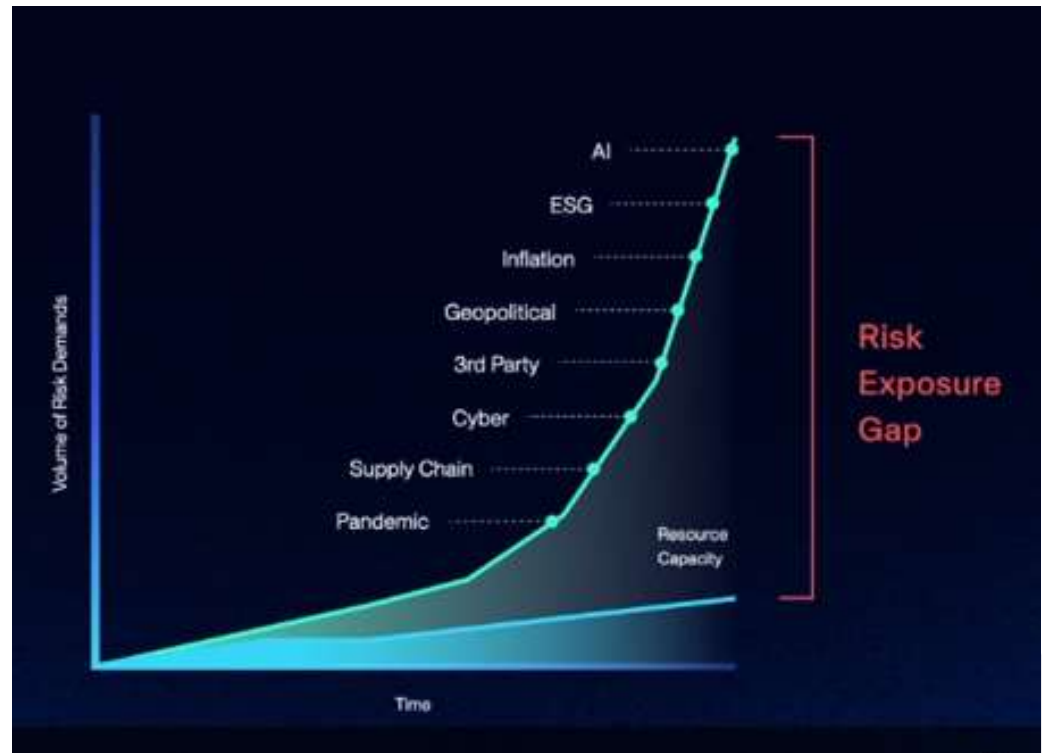 AI
ESG
Inflation
Geopolitical
3rd Party
Cyber
Supply Chain
Pandemic
Volume of Risk Demands
Risk
Exposure
Gap
Resource
Capacity
Time